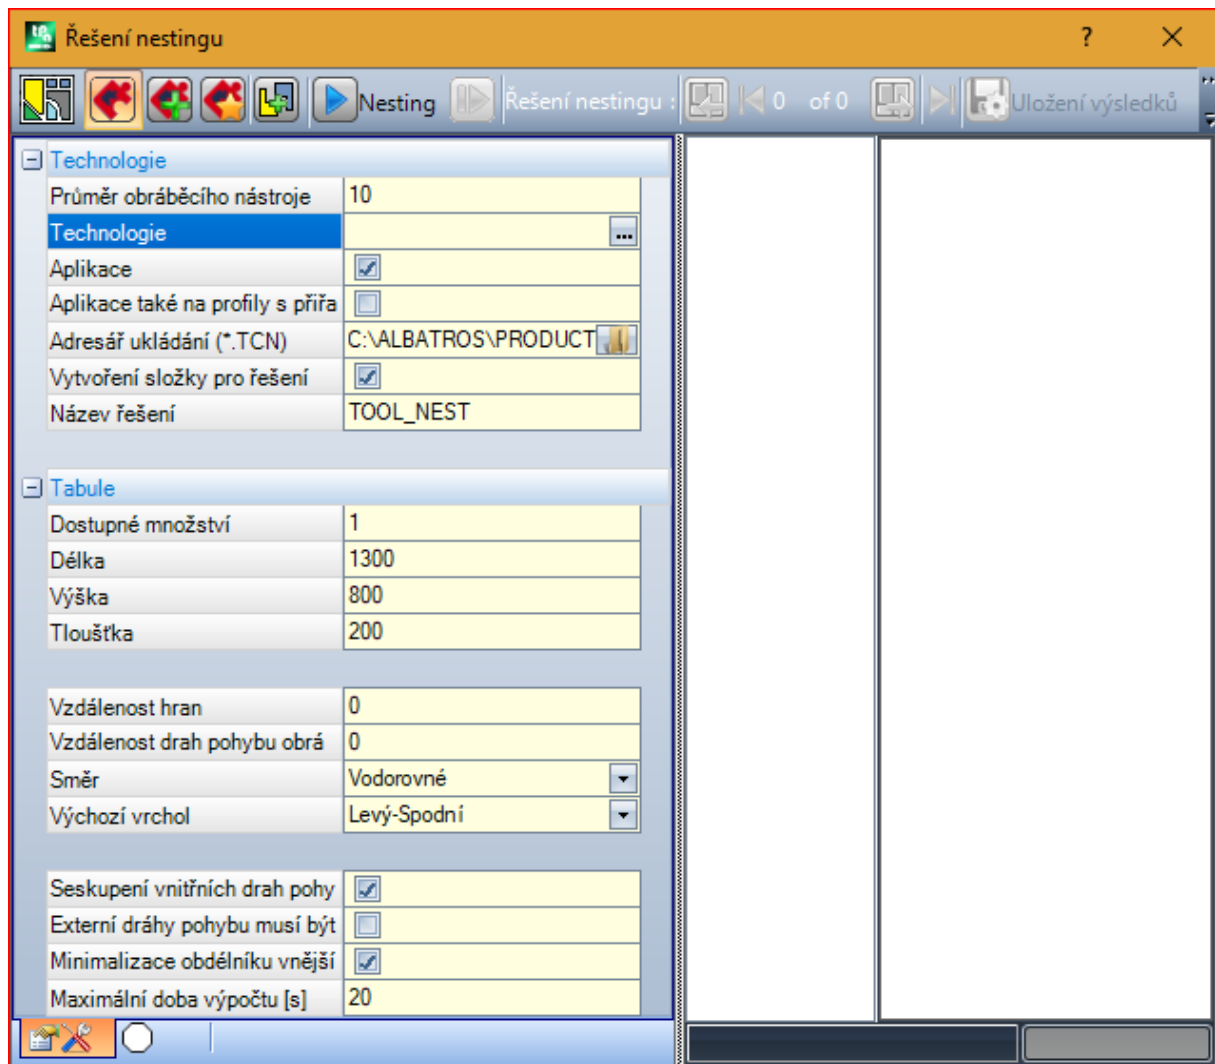 Řešení nestingu
?
Nesting Řešení nestingu : 0 of 0 Uložení výsledků
Technologie
Průměr obráběcího nástroje 10
Technologie ...
Aplikace
Aplikace také na profily s přiřa
Adresář ukládání (*.TCN) C:\ALBATROS\PRODUCT
Vytvoření složky pro řešení
Název řešení TOOL_NEST
Tabule
Dostupné množství 1
Délka 1300
Výška 800
Tloušťka 200
Vzdálenost hran 0
Vzdálenost drah pohybu obrá 0
Směr Vodorovné
Výchozí vrchol Levý-Spodní
Seskupení vnitřních drah pohy
Externí dráhy pohybu musí být
Minimalizace obdélníku vnější
Maximální doba výpočtu [s] 20